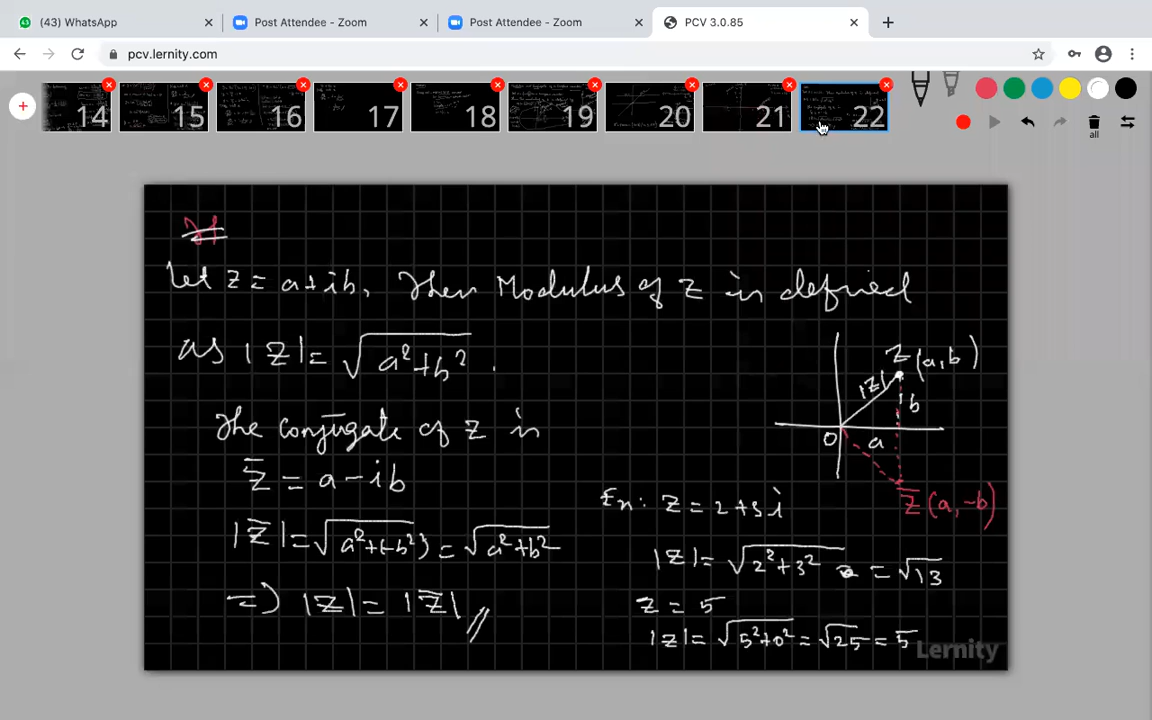 (43) WhatsApp
Post Attendee - Zoom
Post Attendee - Zoom
PCV 3.0.85
pcv.lernity.com
14 15 16 17 18 19 20 21 22
all
Let z = a + ib, Then Modulus of z is defined
as |Z| = √(a²+b²) .
The conjugate of z is
z̅ = a - ib
|z̅| = √(a²+(-b²)) = √(a²+b²)
=) |Z| = |z̅| //
Z (a, b)
|Z|
b
O
a
z̅ (a, -b)
Ex: Z = 2 + 3i
|Z| = √(2²+3²) = √13
Z = 5
|Z| = √(5²+0²) = √25 = 5
Lernity